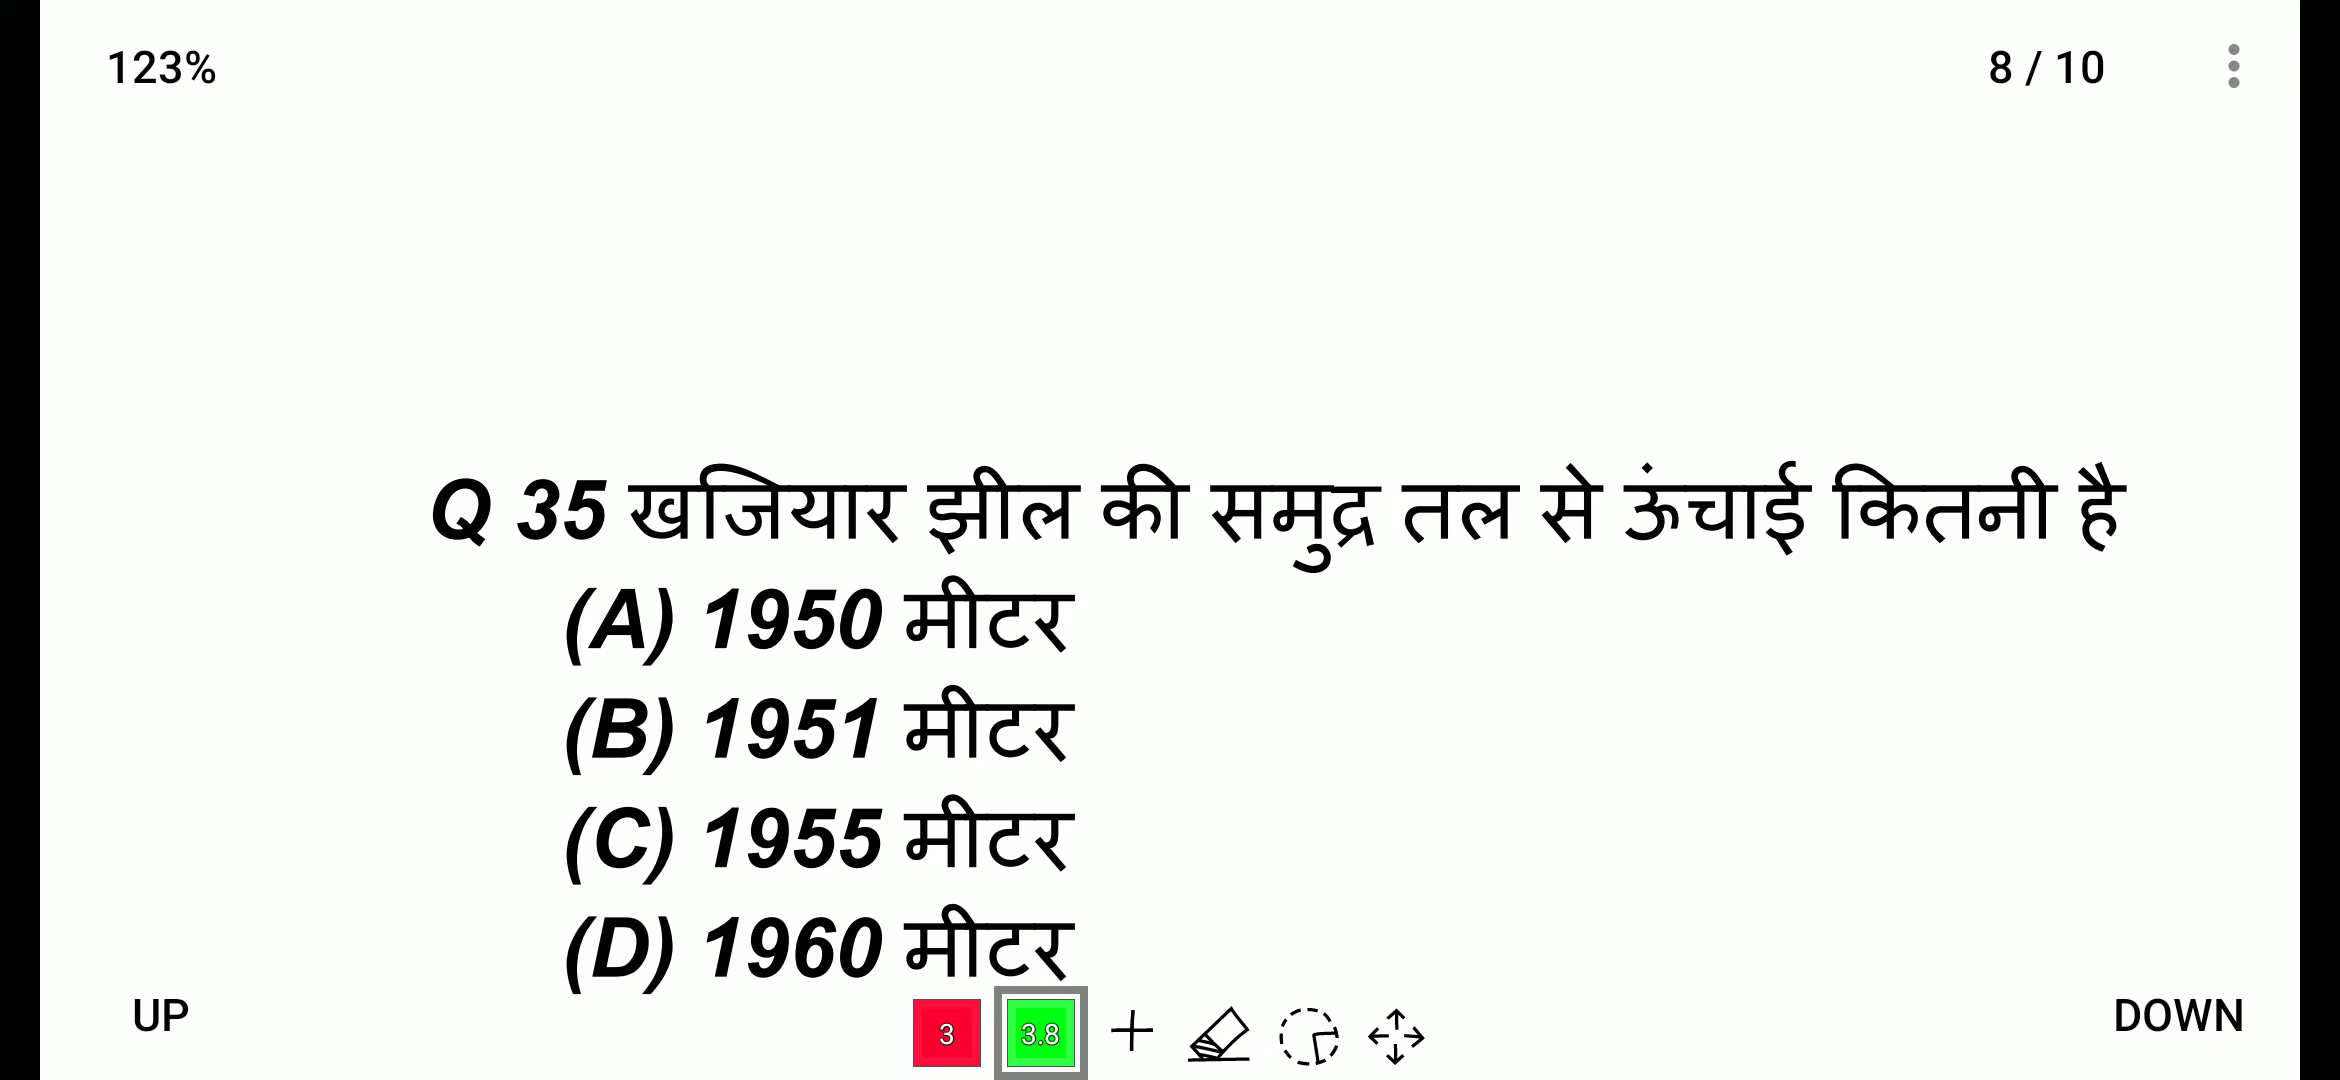 123%
8 / 10
Q 35 खजियार झील की समुद्र तल से ऊंचाई कितनी है
(A) 1950 मीटर
(B) 1951 मीटर
(C) 1955 मीटर
(D) 1960 मीटर
UP
3
3.8
DOWN